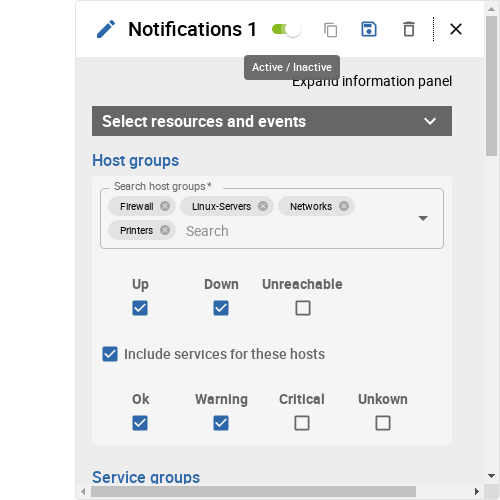 Notifications 1
Active / Inactive
Expand information panel
Select resources and events
Host groups
Search host groups *
Firewall Linux-Servers Networks
Printers Search
Up Down Unreachable
Include services for these hosts
Ok Warning Critical Unkown
Service groups